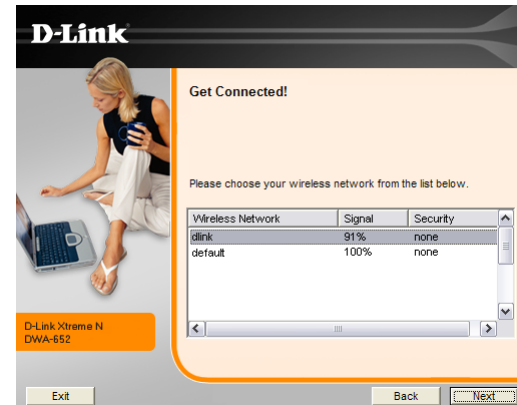 D-Link
Get Connected!
Please choose your wireless network from the list below.
Wireless Network Signal Security
dlink 91% none
default 100% none
D-Link Xtreme N
DWA-652
Exit Back Next